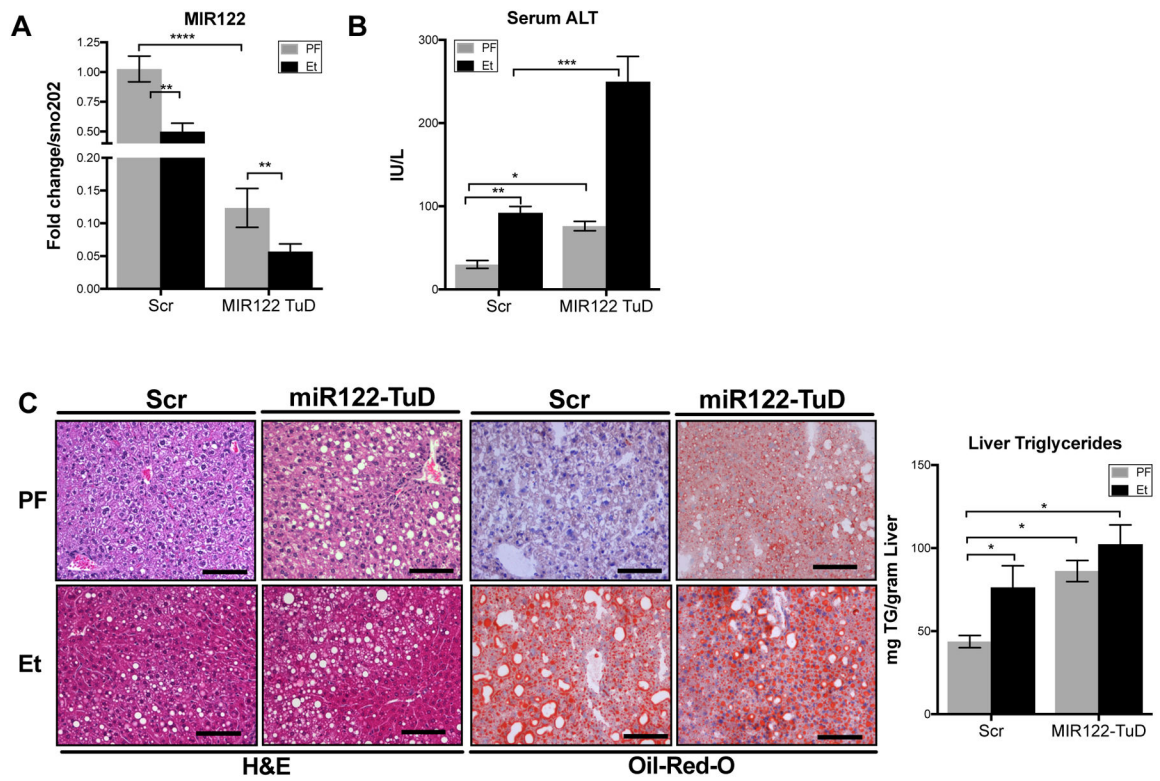 A
MIR122
Fold change/sno202
1.25
1.00
0.75
0.50
0.20
0.15
0.10
0.05
0.00
****
**
**
PF
Et
Scr
MIR122 TuD
B
Serum ALT
IU/L
300
200
100
0
PF
Et
***
*
**
Scr
MIR122 TuD
C
Scr
miR122-TuD
Scr
miR122-TuD
PF
Et
H&E
Oil-Red-O
Liver Triglycerides
mg TG/gram Liver
150
100
50
0
PF
Et
*
*
*
Scr
MIR122-TuD